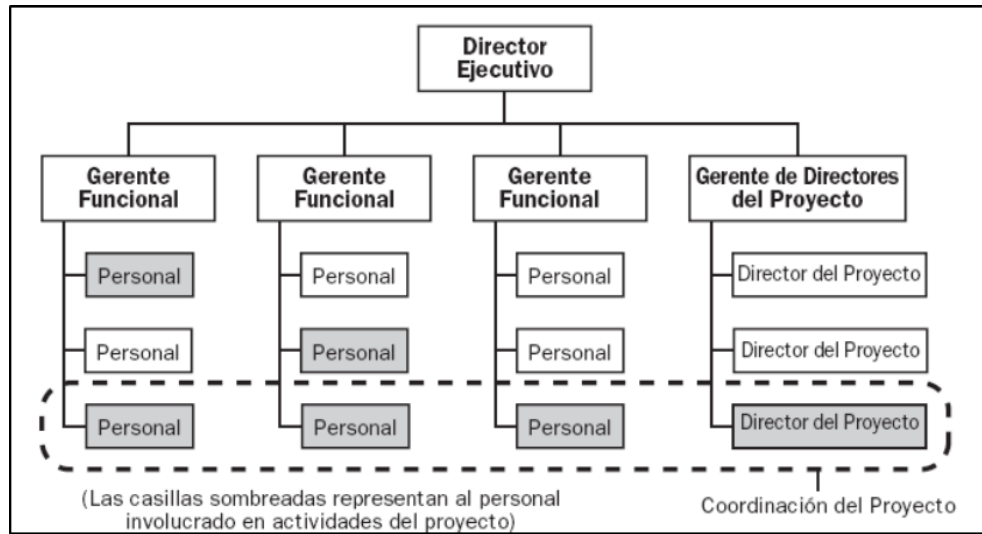 Director
Ejecutivo
Gerente
Funcional
Gerente
Funcional
Gerente
Funcional
Gerente de Directores
del Proyecto
Personal
Personal
Personal
Director del Proyecto
Personal
Personal
Personal
Director del Proyecto
Personal
Personal
Personal
Director del Proyecto
(Las casillas sombreadas representan al personal
involucrado en actividades del proyecto)
Coordinación del Proyecto